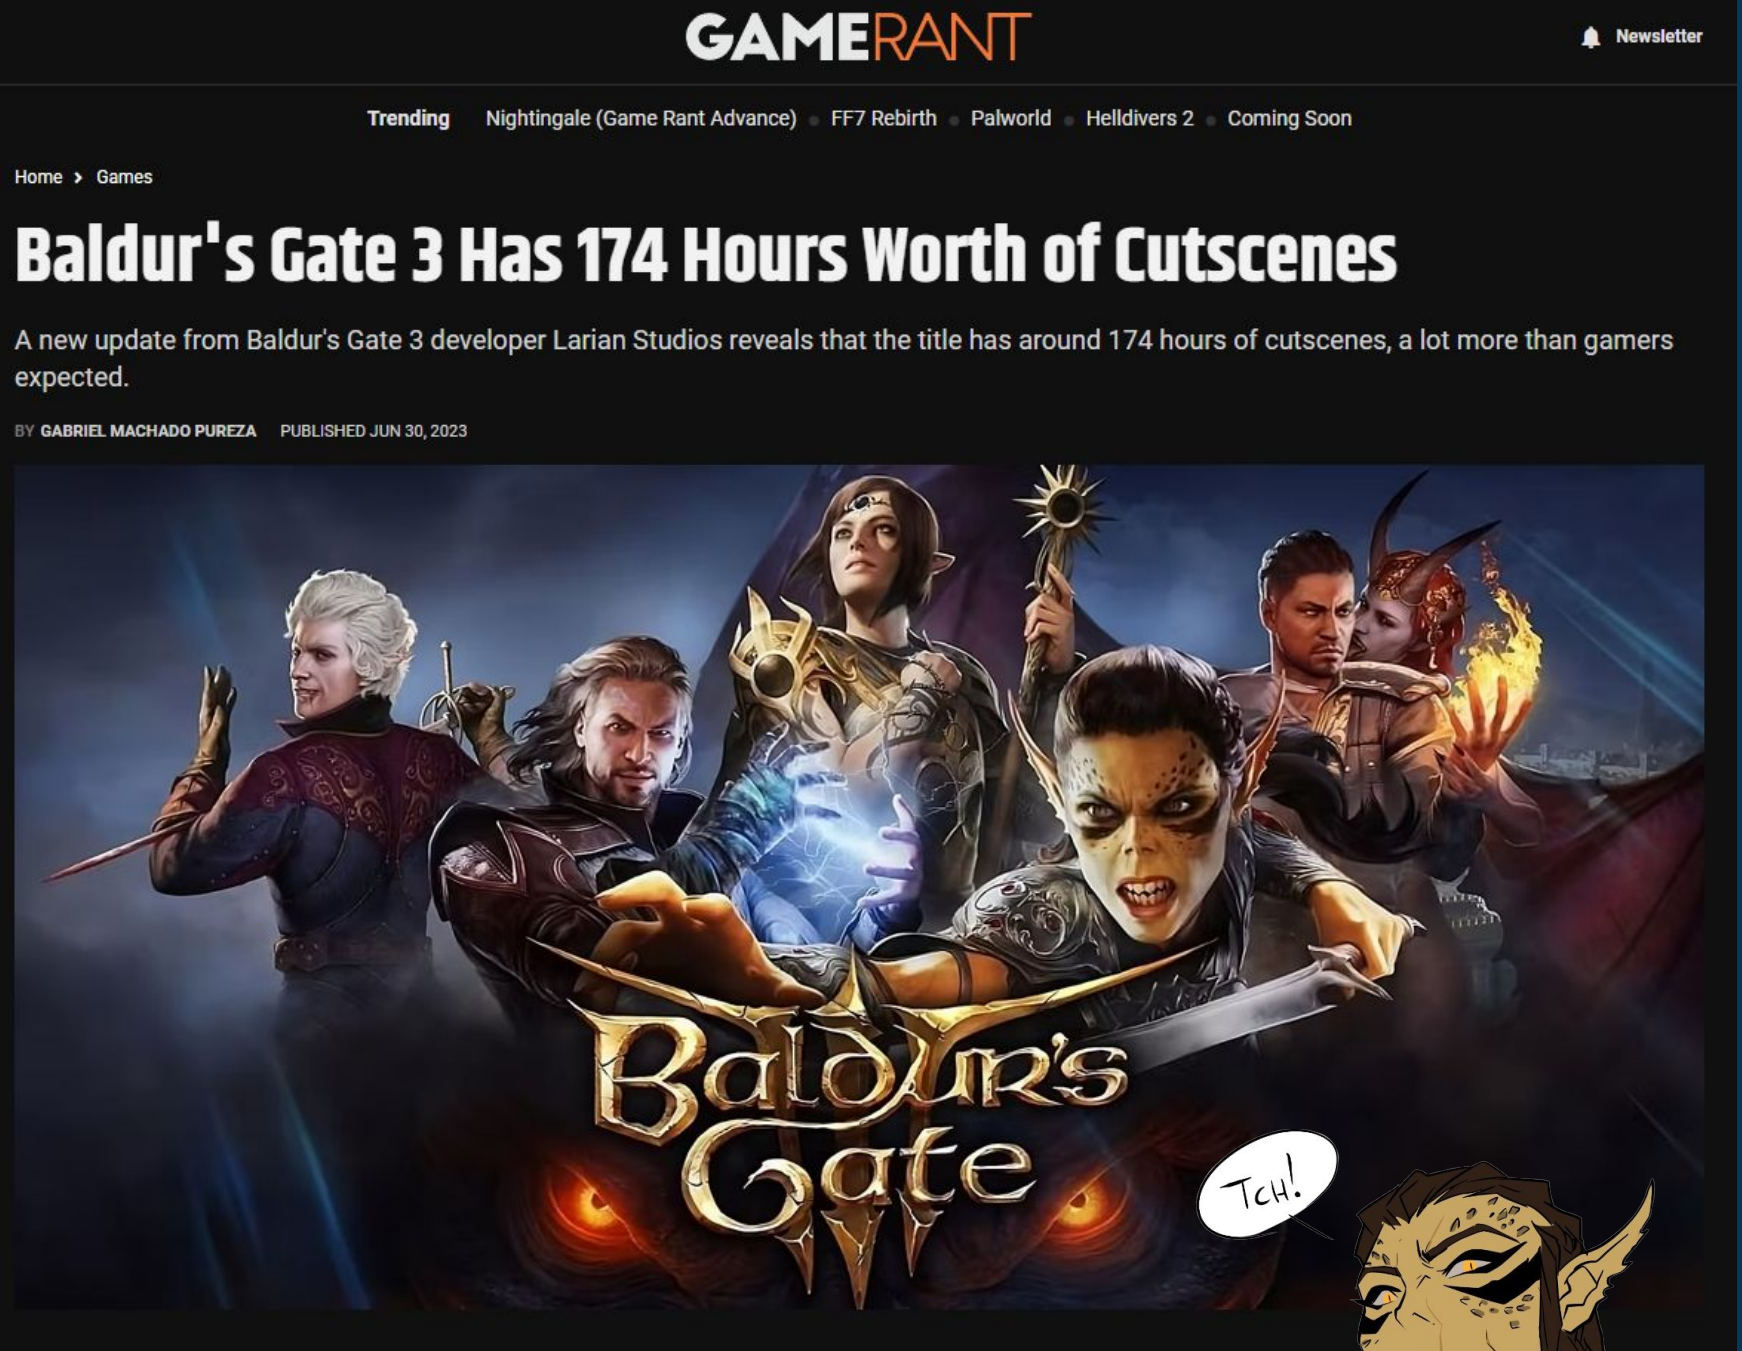 GAMERANT
Newsletter
Trending Nightingale (Game Rant Advance) FF7 Rebirth Palworld Helldivers 2 Coming Soon
Home > Games
Baldur's Gate 3 Has 174 Hours Worth of Cutscenes
A new update from Baldur's Gate 3 developer Larian Studios reveals that the title has around 174 hours of cutscenes, a lot more than gamers
expected.
BY GABRIEL MACHADO PUREZA PUBLISHED JUN 30, 2023
BALDUR'S
GATE
III
TCH!